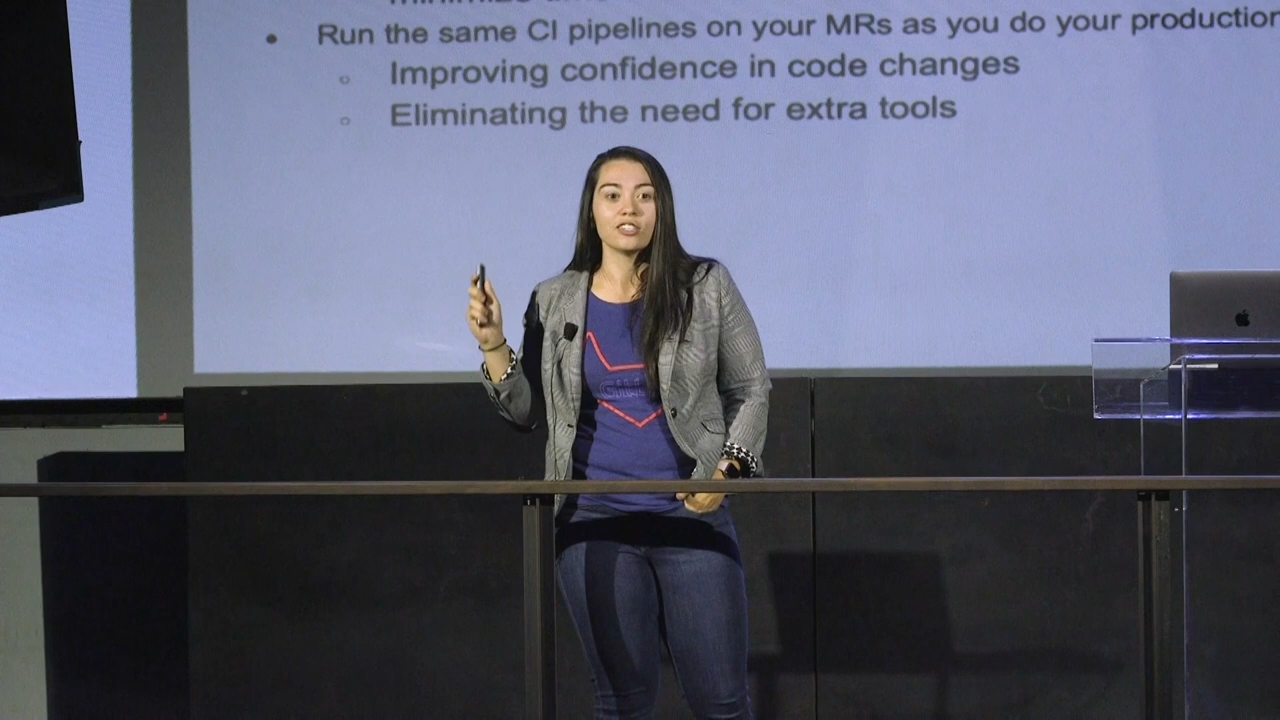 Run the same CI pipelines on your MRs as you do your production
Improving confidence in code changes
Eliminating the need for extra tools